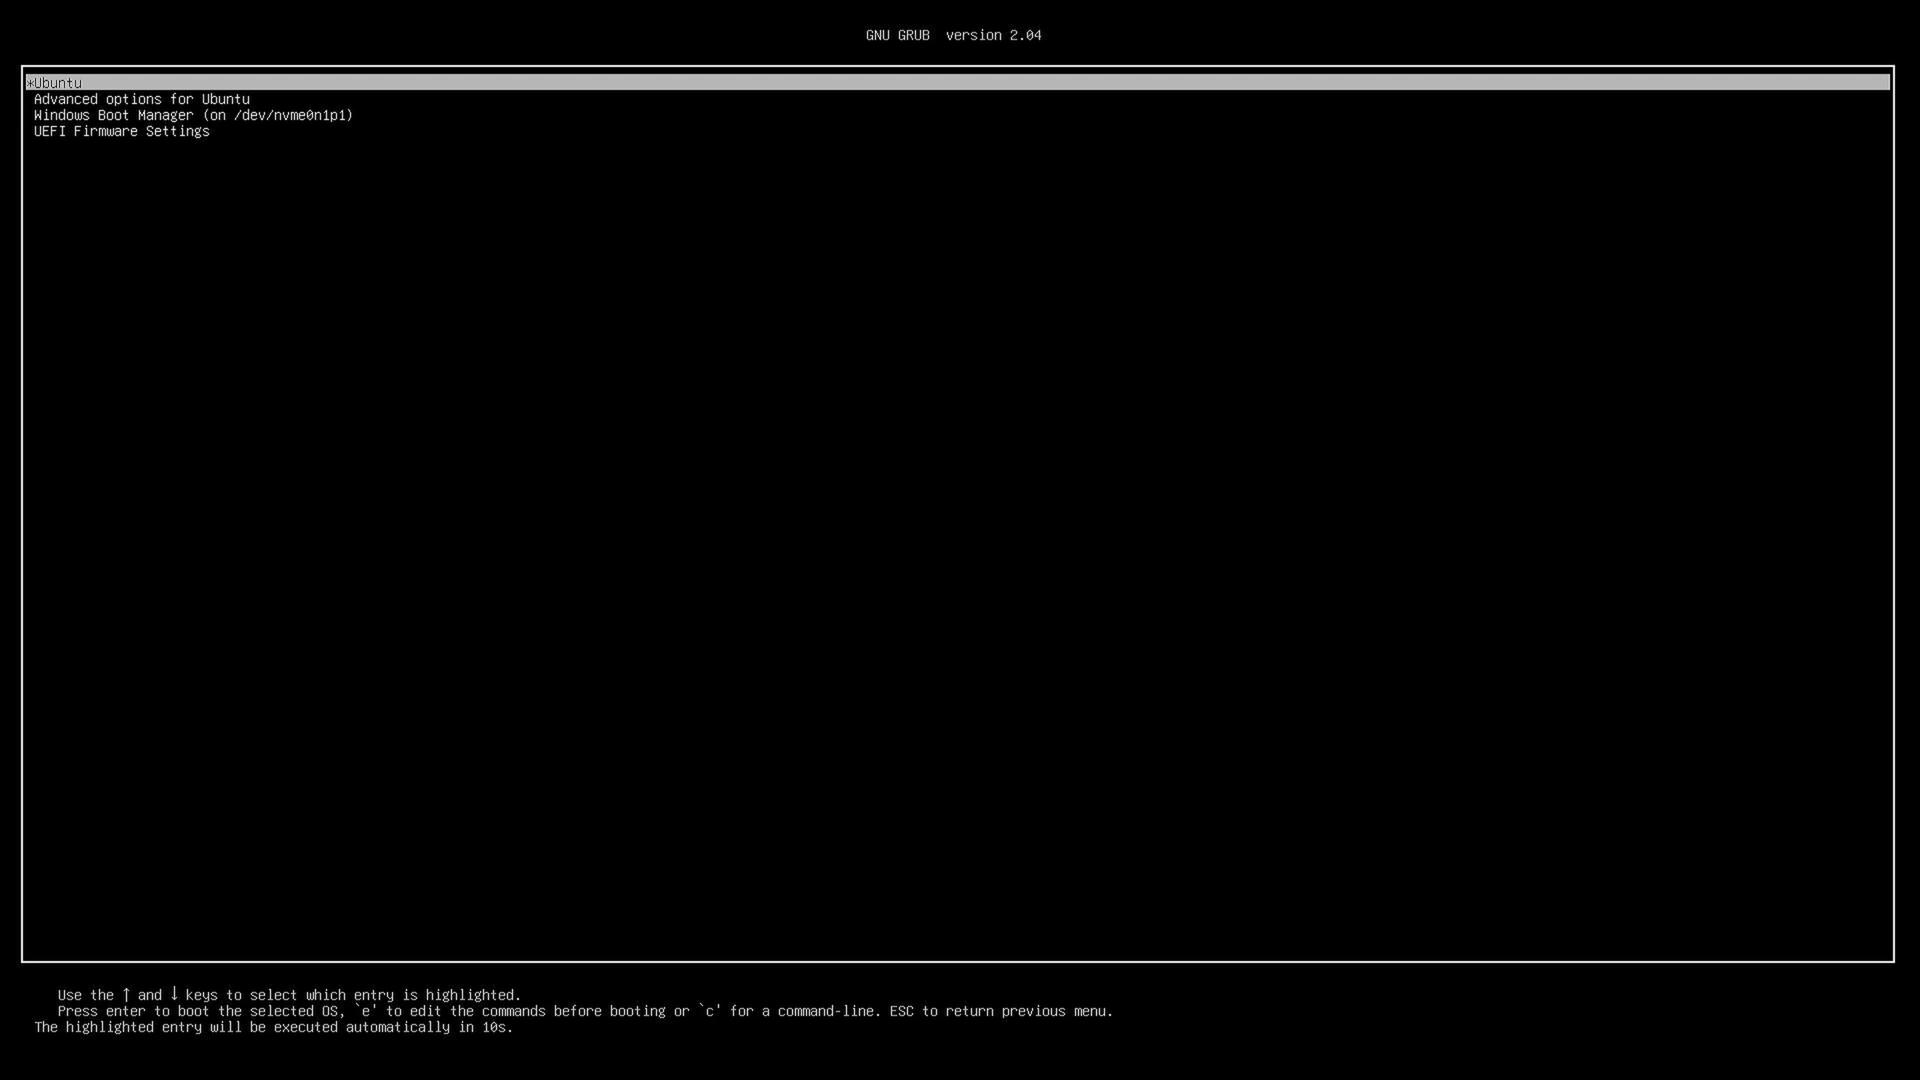 GNU GRUB  version 2.04
*Ubuntu
Advanced options for Ubuntu
Windows Boot Manager (on /dev/nvme0n1p1)
UEFI Firmware Settings
Use the ↑ and ↓ keys to select which entry is highlighted.
Press enter to boot the selected OS, `e' to edit the commands before booting or `c' for a command-line. ESC to return previous menu.
The highlighted entry will be executed automatically in 10s.